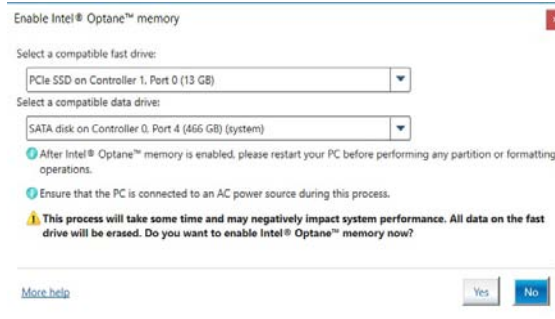 Enable Intel® Optane™ memory
Select a compatible fast drive:
PCIe SSD on Controller 1, Port 0 (13 GB)
Select a compatible data drive:
SATA disk on Controller 0, Port 4 (466 GB) (system)
After Intel® Optane™ memory is enabled, please restart your PC before performing any partition or formatting
operations.
Ensure that the PC is connected to an AC power source during this process.
This process will take some time and may negatively impact system performance. All data on the fast
drive will be erased. Do you want to enable Intel® Optane™ memory now?
More help
Yes
No